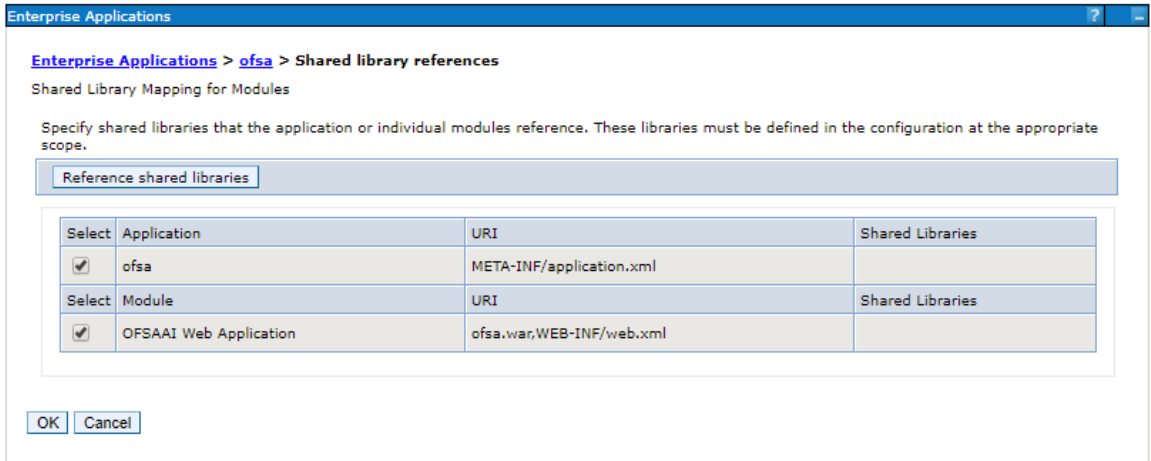 Enterprise Applications ? –
Enterprise Applications > ofsa > Shared library references
Shared Library Mapping for Modules
Specify shared libraries that the application or individual modules reference. These libraries must be defined in the configuration at the appropriate
scope.
Reference shared libraries
Select Application URI Shared Libraries
ofsa META-INF/application.xml
Select Module URI Shared Libraries
OFSAAI Web Application ofsa.war,WEB-INF/web.xml
OK Cancel